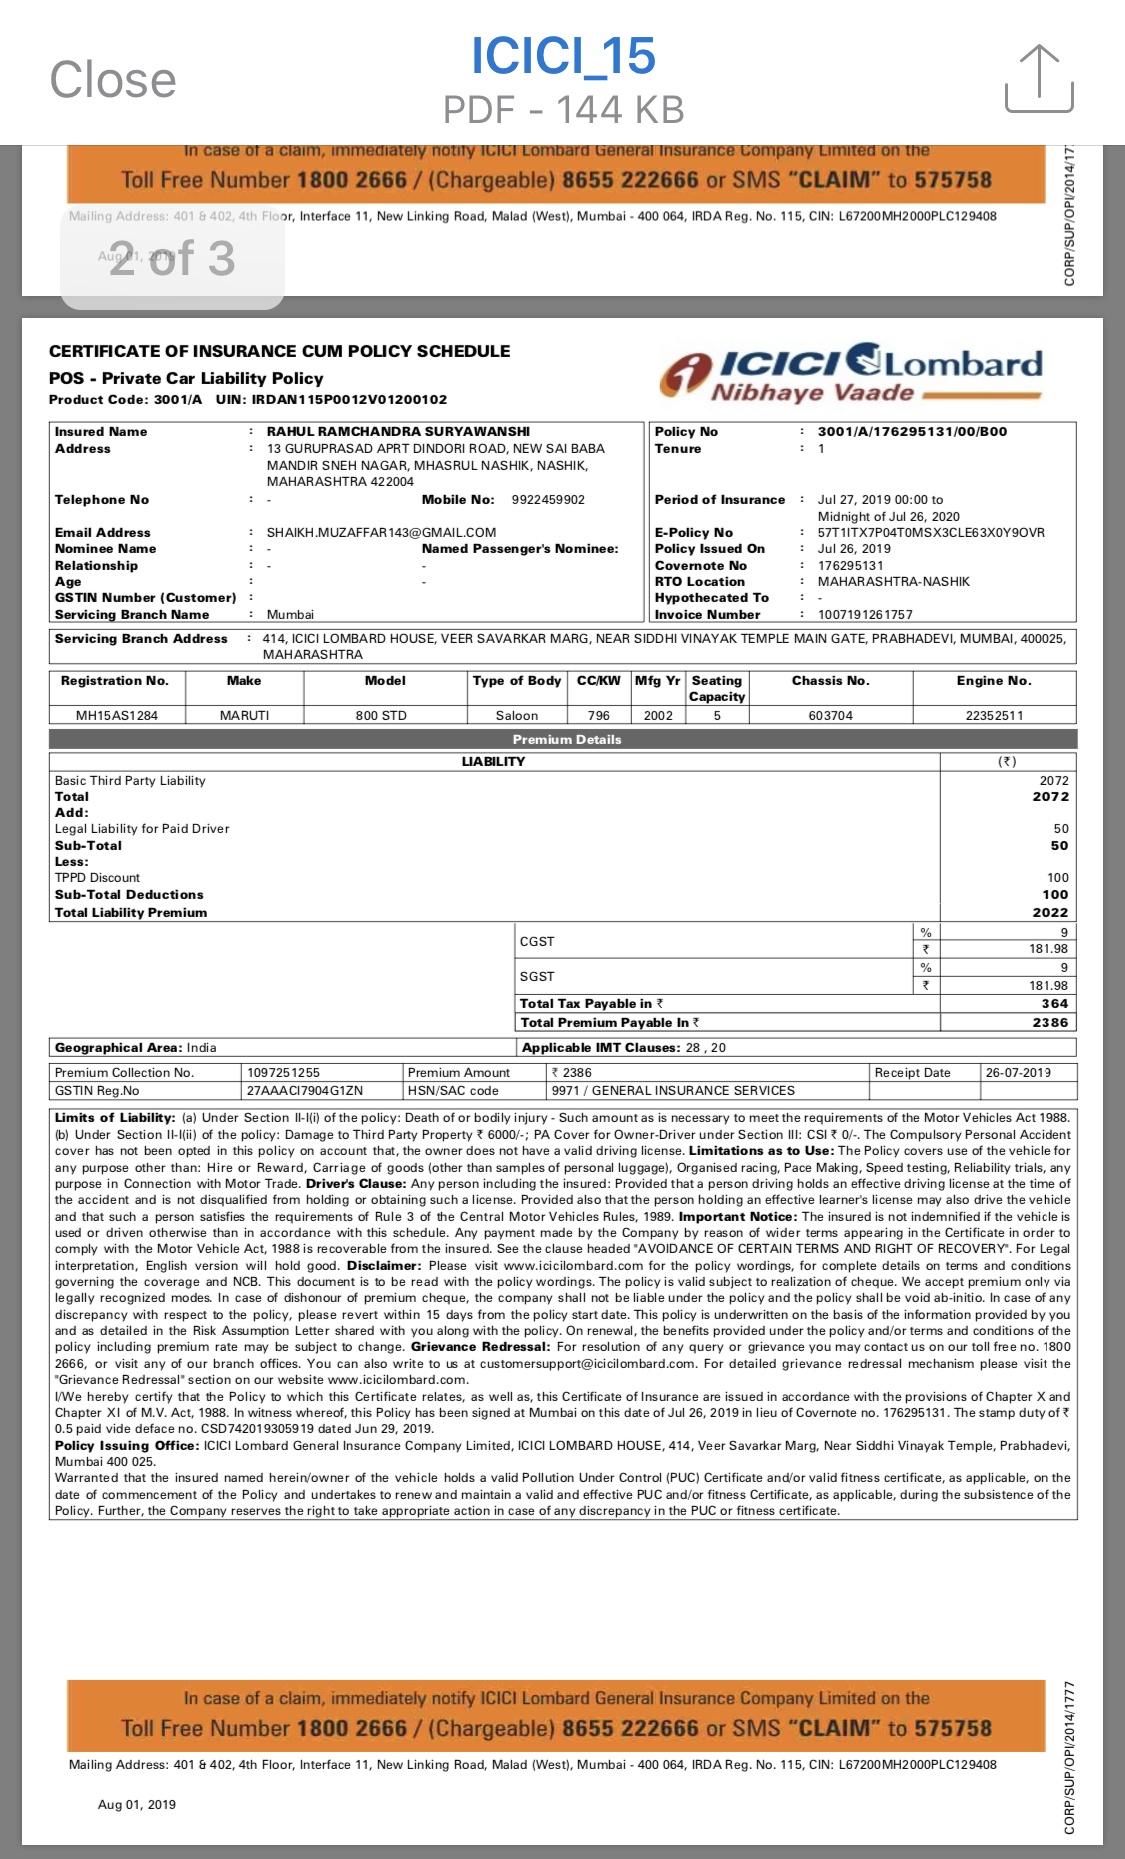 Close
ICICI_15
PDF - 144 KB
In case of a claim, immediately notify ICICI Lombard General Insurance Company Limited on the
Toll Free Number 1800 2666 / (Chargeable) 8655 222666 or SMS “CLAIM” to 575758
Mailing Address: 401 & 402, 4th Floor, Interface 11, New Linking Road, Malad (West), Mumbai - 400 064, IRDA Reg. No. 115, CIN: L67200MH2000PLC129408
CORP/SUP/OPI/2014/177
2 of 3
Aug 01, 2019
CERTIFICATE OF INSURANCE CUM POLICY SCHEDULE
POS - Private Car Liability Policy
Product Code: 3001/A UIN: IRDAN115P0012V01200102
ICICI Lombard
Nibhaye Vaade
Insured Name : RAHUL RAMCHANDRA SURYAWANSHI
Address : 13 GURUPRASAD APRT DINDORI ROAD, NEW SAI BABA
MANDIR SNEH NAGAR, MHASRUL NASHIK, NASHIK,
MAHARASHTRA 422004
Telephone No : - Mobile No: 9922459902
Email Address : SHAIKH.MUZAFFAR143@GMAIL.COM
Nominee Name : - Named Passenger's Nominee:
Relationship : - -
Age : -
GSTIN Number (Customer) :
Servicing Branch Name : Mumbai
Policy No : 3001/A/176295131/00/B00
Tenure : 1
Period of Insurance : Jul 27, 2019 00:00 to
Midnight of Jul 26, 2020
E-Policy No : 57T1ITX7P04T0MSX3CLE63X0Y9OVR
Policy Issued On : Jul 26, 2019
Covernote No : 176295131
RTO Location : MAHARASHTRA-NASHIK
Hypothecated To : -
Invoice Number : 1007191261757
Servicing Branch Address : 414, ICICI LOMBARD HOUSE, VEER SAVARKAR MARG, NEAR SIDDHI VINAYAK TEMPLE MAIN GATE, PRABHADEVI, MUMBAI, 400025,
MAHARASHTRA
Registration No. Make Model Type of Body CC/KW Mfg Yr Seating Capacity Chassis No. Engine No.
MH15AS1284 MARUTI 800 STD Saloon 796 2002 5 603704 22352511
Premium Details
LIABILITY (₹)
Basic Third Party Liability 2072
Total 2072
Add:
Legal Liability for Paid Driver 50
Sub-Total 50
Less:
TPPD Discount 100
Sub-Total Deductions 100
Total Liability Premium 2022
CGST % 9
₹ 181.98
SGST % 9
₹ 181.98
Total Tax Payable in ₹ 364
Total Premium Payable In ₹ 2386
Geographical Area: India Applicable IMT Clauses: 28 , 20
Premium Collection No. 1097251255 Premium Amount ₹ 2386 Receipt Date 26-07-2019
GSTIN Reg.No 27AAACI7904G1ZN HSN/SAC code 9971 / GENERAL INSURANCE SERVICES
Limits of Liability: (a) Under Section II-I(i) of the policy: Death of or bodily injury - Such amount as is necessary to meet the requirements of the Motor Vehicles Act 1988.
(b) Under Section II-I(ii) of the policy: Damage to Third Party Property ₹ 6000/-; PA Cover for Owner-Driver under Section III: CSI ₹ 0/-. The Compulsory Personal Accident
cover has not been opted in this policy on account that, the owner does not have a valid driving license. Limitations as to Use: The Policy covers use of the vehicle for
any purpose other than: Hire or Reward, Carriage of goods (other than samples of personal luggage), Organised racing, Pace Making, Speed testing, Reliability trials, any
purpose in Connection with Motor Trade. Driver's Clause: Any person including the insured: Provided that a person driving holds an effective driving license at the time of
the accident and is not disqualified from holding or obtaining such a license. Provided also that the person holding an effective learner's license may also drive the vehicle
and that such a person satisfies the requirements of Rule 3 of the Central Motor Vehicles Rules, 1989. Important Notice: The insured is not indemnified if the vehicle is
used or driven otherwise than in accordance with this schedule. Any payment made by the Company by reason of wider terms appearing in the Certificate in order to
comply with the Motor Vehicle Act, 1988 is recoverable from the insured. See the clause headed "AVOIDANCE OF CERTAIN TERMS AND RIGHT OF RECOVERY". For Legal
interpretation, English version will hold good. Disclaimer: Please visit www.icicilombard.com for the policy wordings, for complete details on terms and conditions
governing the coverage and NCB. This document is to be read with the policy wordings. The policy is valid subject to realization of cheque. We accept premium only via
legally recognized modes. In case of dishonour of premium cheque, the company shall not be liable under the policy and the policy shall be void ab-initio. In case of any
discrepancy with respect to the policy, please revert within 15 days from the policy start date. This policy is underwritten on the basis of the information provided by you
and as detailed in the Risk Assumption Letter shared with you along with the policy. On renewal, the benefits provided under the policy and/or terms and conditions of the
policy including premium rate may be subject to change. Grievance Redressal: For resolution of any query or grievance you may contact us on our toll free no. 1800
2666, or visit any of our branch offices. You can also write to us at customersupport@icicilombard.com. For detailed grievance redressal mechanism please visit the
"Grievance Redressal" section on our website www.icicilombard.com.
I/We hereby certify that the Policy to which this Certificate relates, as well as, this Certificate of Insurance are issued in accordance with the provisions of Chapter X and
Chapter XI of M.V. Act, 1988. In witness whereof, this Policy has been signed at Mumbai on this date of Jul 26, 2019 in lieu of Covernote no. 176295131. The stamp duty of ₹
0.5 paid vide deface no. CSD742019305919 dated Jun 29, 2019.
Policy Issuing Office: ICICI Lombard General Insurance Company Limited, ICICI LOMBARD HOUSE, 414, Veer Savarkar Marg, Near Siddhi Vinayak Temple, Prabhadevi,
Mumbai 400 025.
Warranted that the insured named herein/owner of the vehicle holds a valid Pollution Under Control (PUC) Certificate and/or valid fitness certificate, as applicable, on the
date of commencement of the Policy and undertakes to renew and maintain a valid and effective PUC and/or fitness Certificate, as applicable, during the subsistence of the
Policy. Further, the Company reserves the right to take appropriate action in case of any discrepancy in the PUC or fitness certificate.
In case of a claim, immediately notify ICICI Lombard General Insurance Company Limited on the
Toll Free Number 1800 2666 / (Chargeable) 8655 222666 or SMS “CLAIM” to 575758
Mailing Address: 401 & 402, 4th Floor, Interface 11, New Linking Road, Malad (West), Mumbai - 400 064, IRDA Reg. No. 115, CIN: L67200MH2000PLC129408
CORP/SUP/OPI/2014/1777
Aug 01, 2019